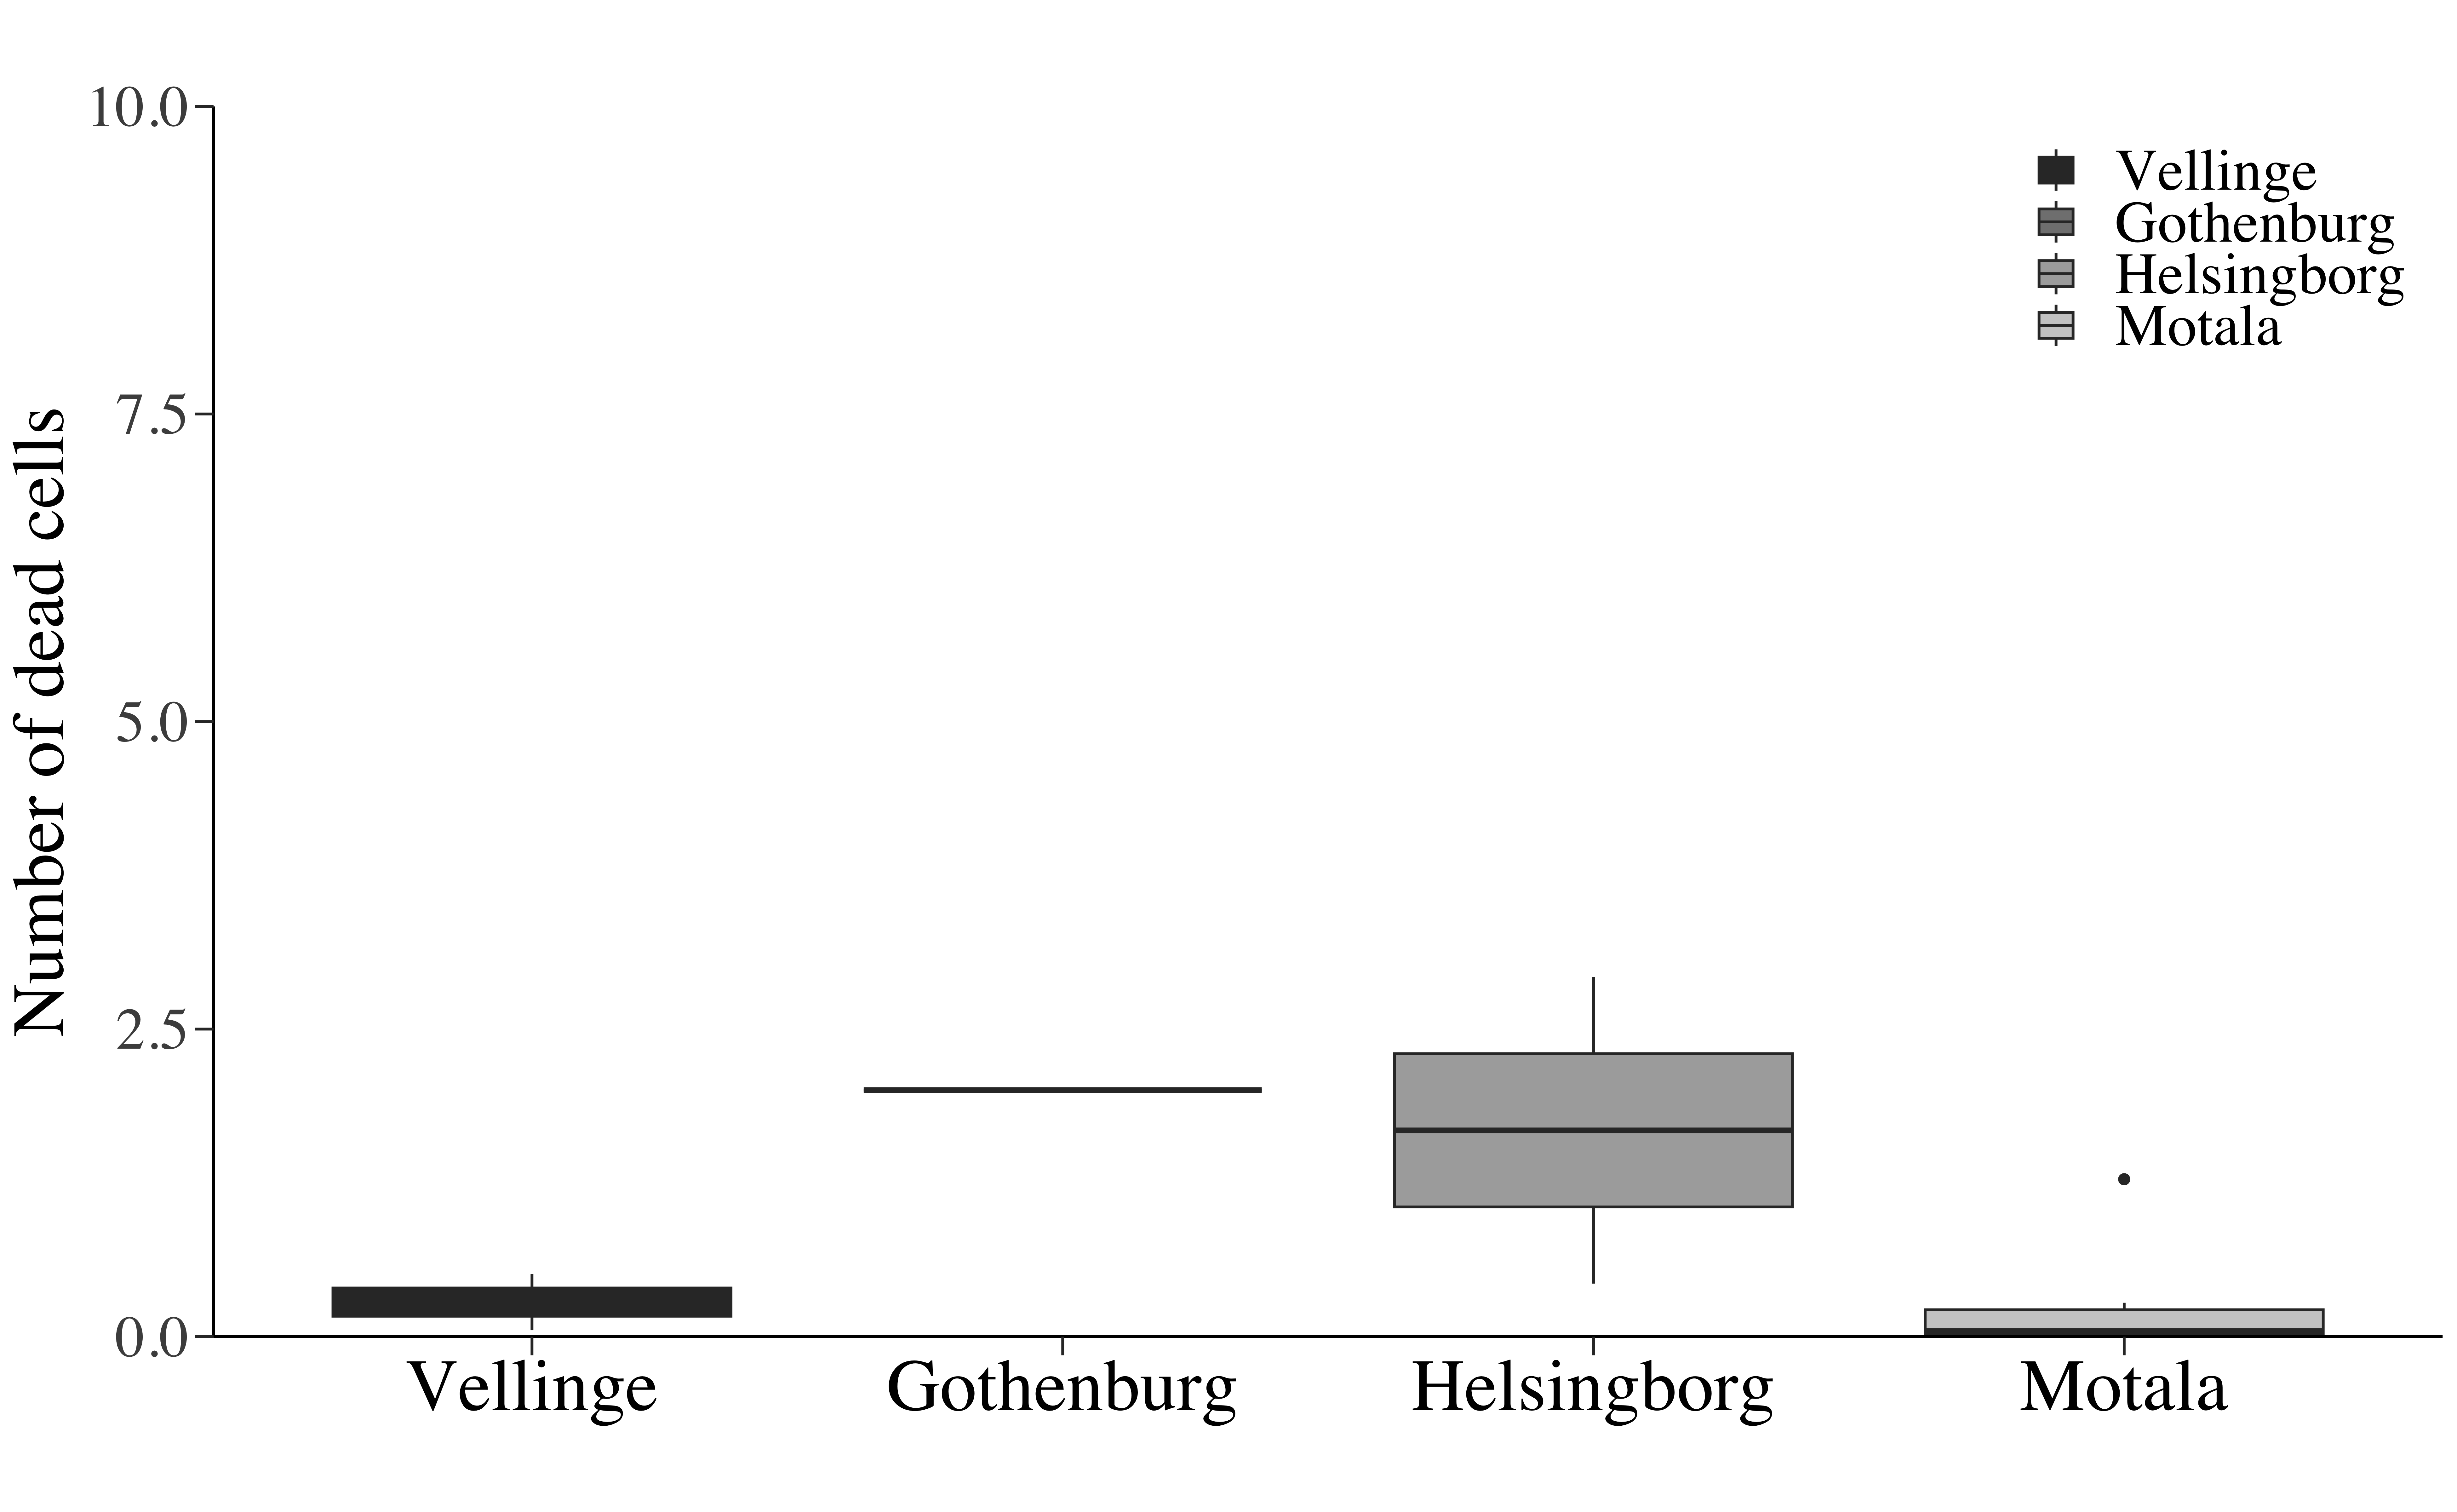 10.0
7.5
5.0
2.5
0.0
Number of dead cells
Vellinge
Gothenburg
Helsingborg
Motala
Vellinge
Gothenburg
Helsingborg
Motala